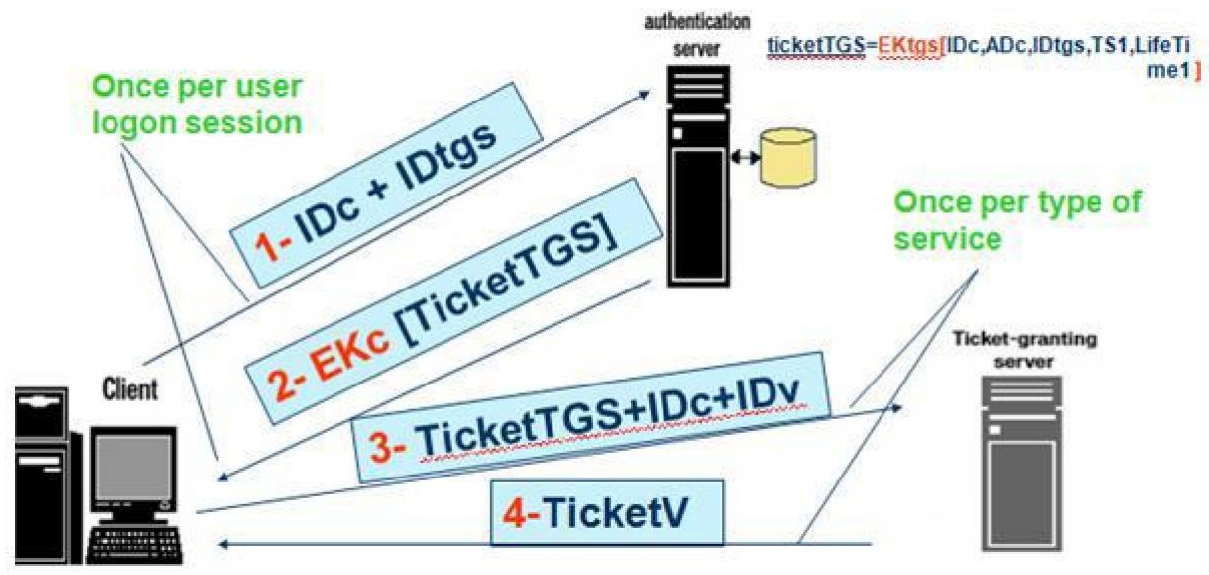 authentication
server
ticketTGS=EKtgs[IDc,ADc,IDtgs,TS1,LifeTi
me1]
Once per user
logon session
1- IDc + IDtgs
Once per type of
service
2- EKc [TicketTGS]
Ticket-granting
server
Client
3- TicketTGS+IDc+IDv
4-TicketV